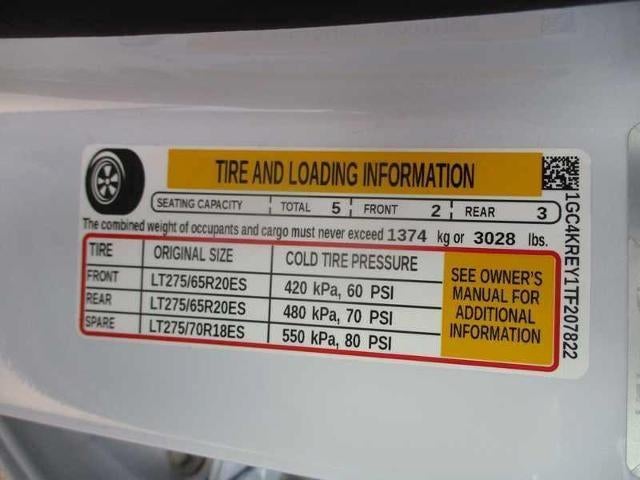 TIRE AND LOADING INFORMATION
SEATING CAPACITY TOTAL 5 FRONT 2 REAR 3
The combined weight of occupants and cargo must never exceed 1374 kg or 3028 lbs.
TIRE ORIGINAL SIZE COLD TIRE PRESSURE
FRONT LT275/65R20ES 420 kPa, 60 PSI
REAR LT275/65R20ES 480 kPa, 70 PSI
SPARE LT275/70R18ES 550 kPa, 80 PSI
SEE OWNER'S
MANUAL FOR
ADDITIONAL
INFORMATION
1GC4KREY1TF207822